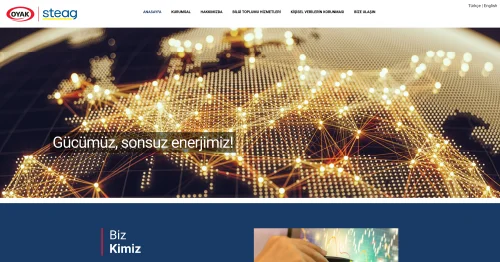 OYAK steag
ANASAYFA KURUMSAL HAKKIMIZDA BİLGİ TOPLUMU HİZMETLERİ KİŞİSEL VERİLERİN KORUNMASI BİZE ULAŞIN
Türkçe | English
Gücümüz, sonsuz enerjimiz!
Biz
Kimiz